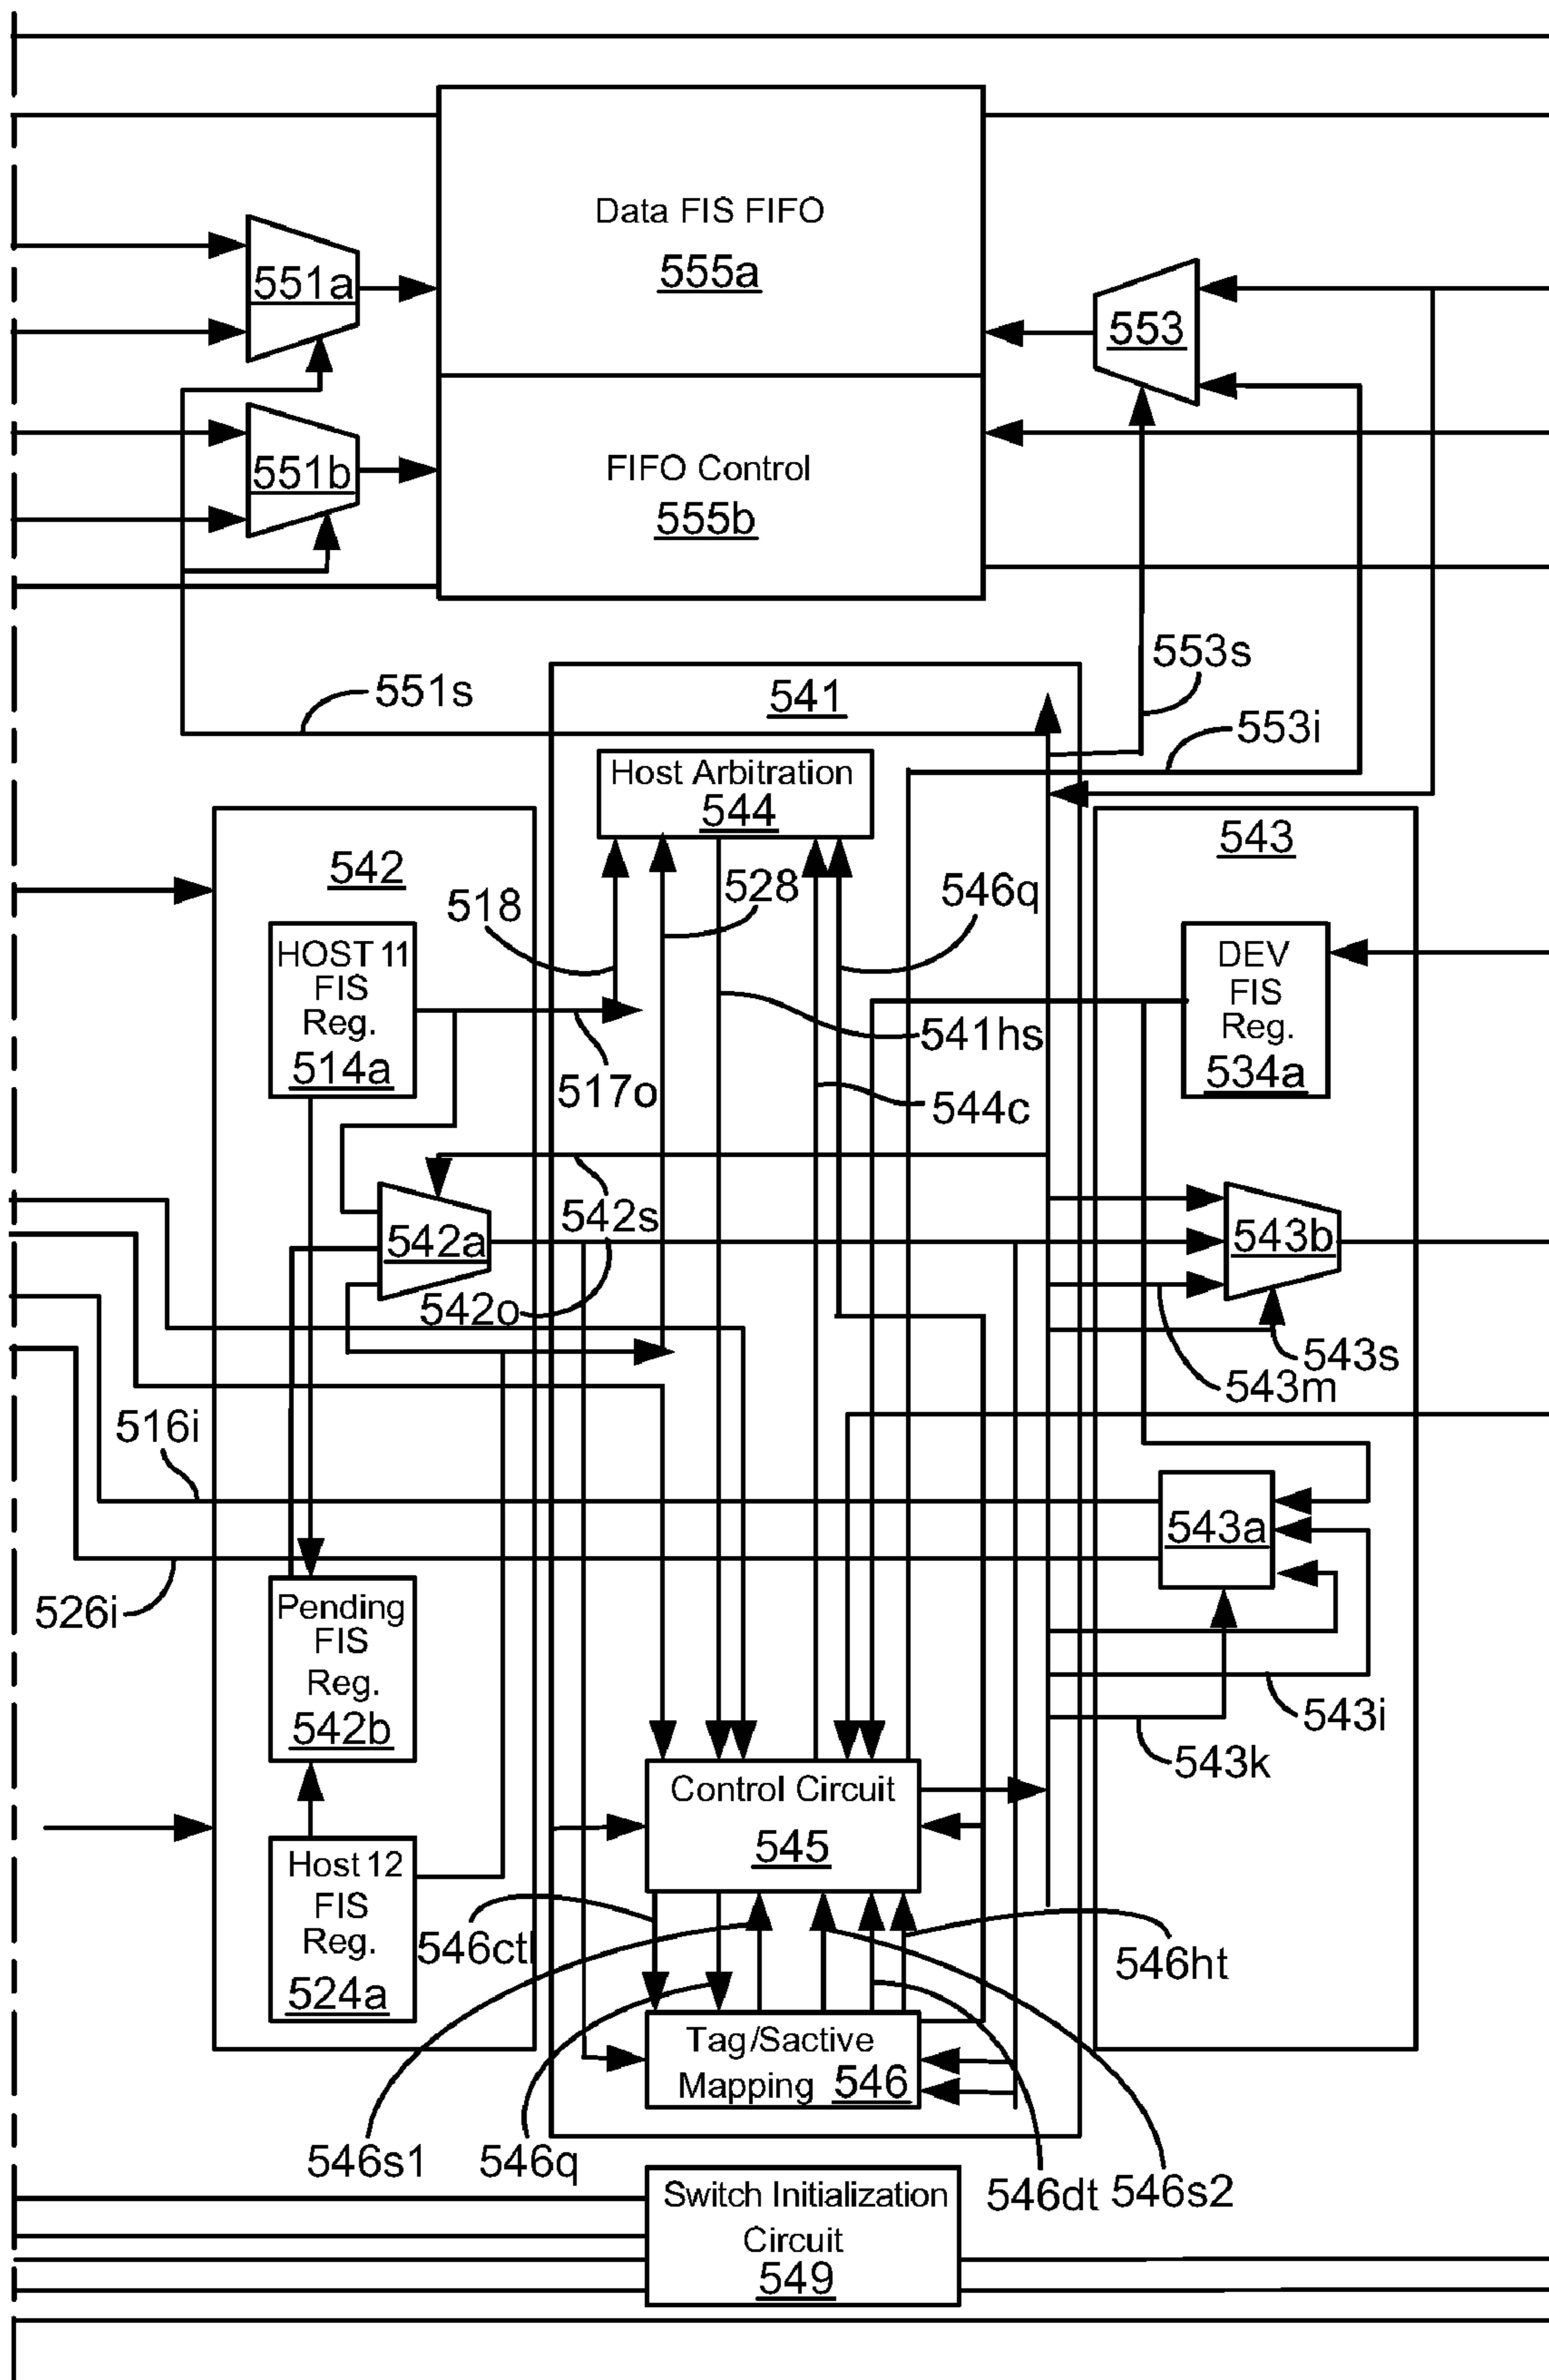 Data FIS FIFO
555a
551a
553
FIFO Control
555b
551b
553s
551s
541
553i
Host Arbitration
544
543
542
528
546q
518
HOST 11
FIS
Reg.
514a
DEV
FIS
Reg.
534a
541hs
517o
544c
542s
542a
543b
542o
543s
543m
516i
543a
526i
Pending
FIS
Reg.
542b
543i
543k
Control Circuit
545
Host 12
FIS
Reg.
524a
546ctl
546ht
Tag/Sactive
Mapping 546
546s1
546q
546dt
546s2
Switch Initialization
Circuit
549